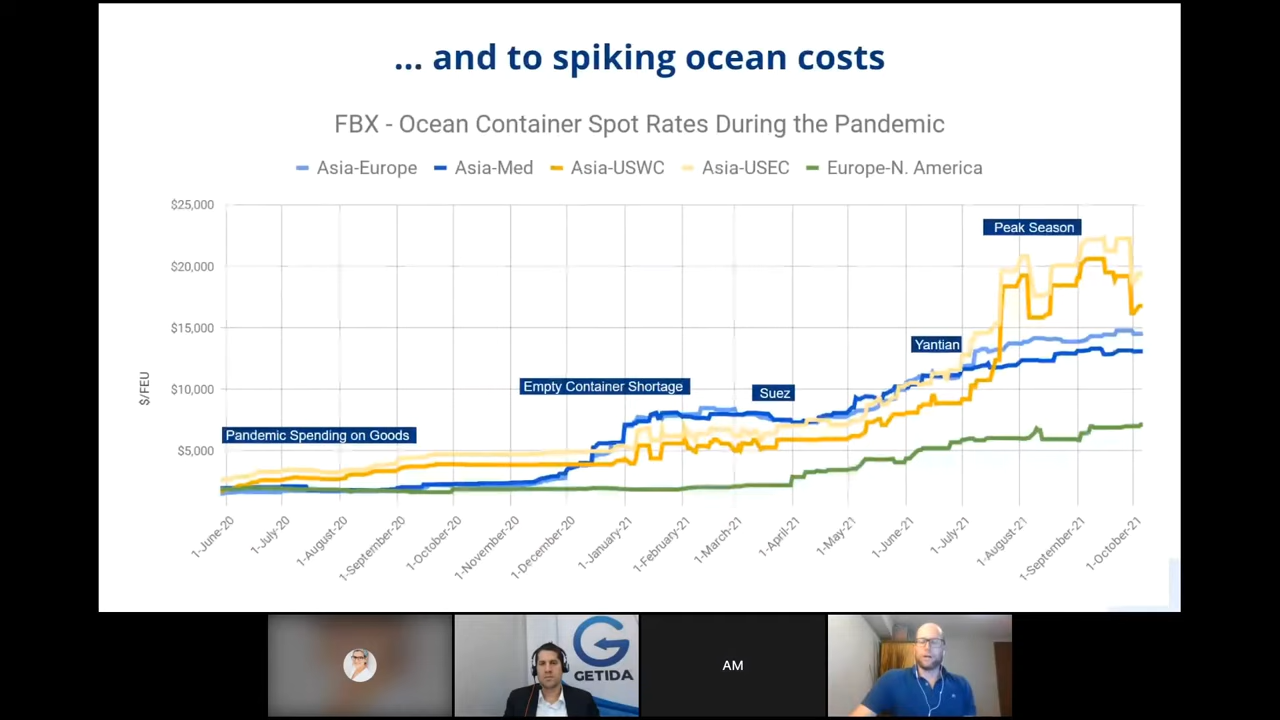 ... and to spiking ocean costs
FBX - Ocean Container Spot Rates During the Pandemic
Asia-Europe Asia-Med Asia-USWC Asia-USEC Europe-N. America
$25,000
Peak Season
$20,000
$15,000
Yantian
$/FEU
$10,000
Empty Container Shortage
Suez
Pandemic Spending on Goods
$5,000
1-June-20
1-July-20
1-August-20
1-September-20
1-October-20
1-November-20
1-December-20
1-January-21
1-February-21
1-March-21
1-April-21
1-May-21
1-June-21
1-July-21
1-August-21
1-September-21
1-October-21
G
GETIDA
AM